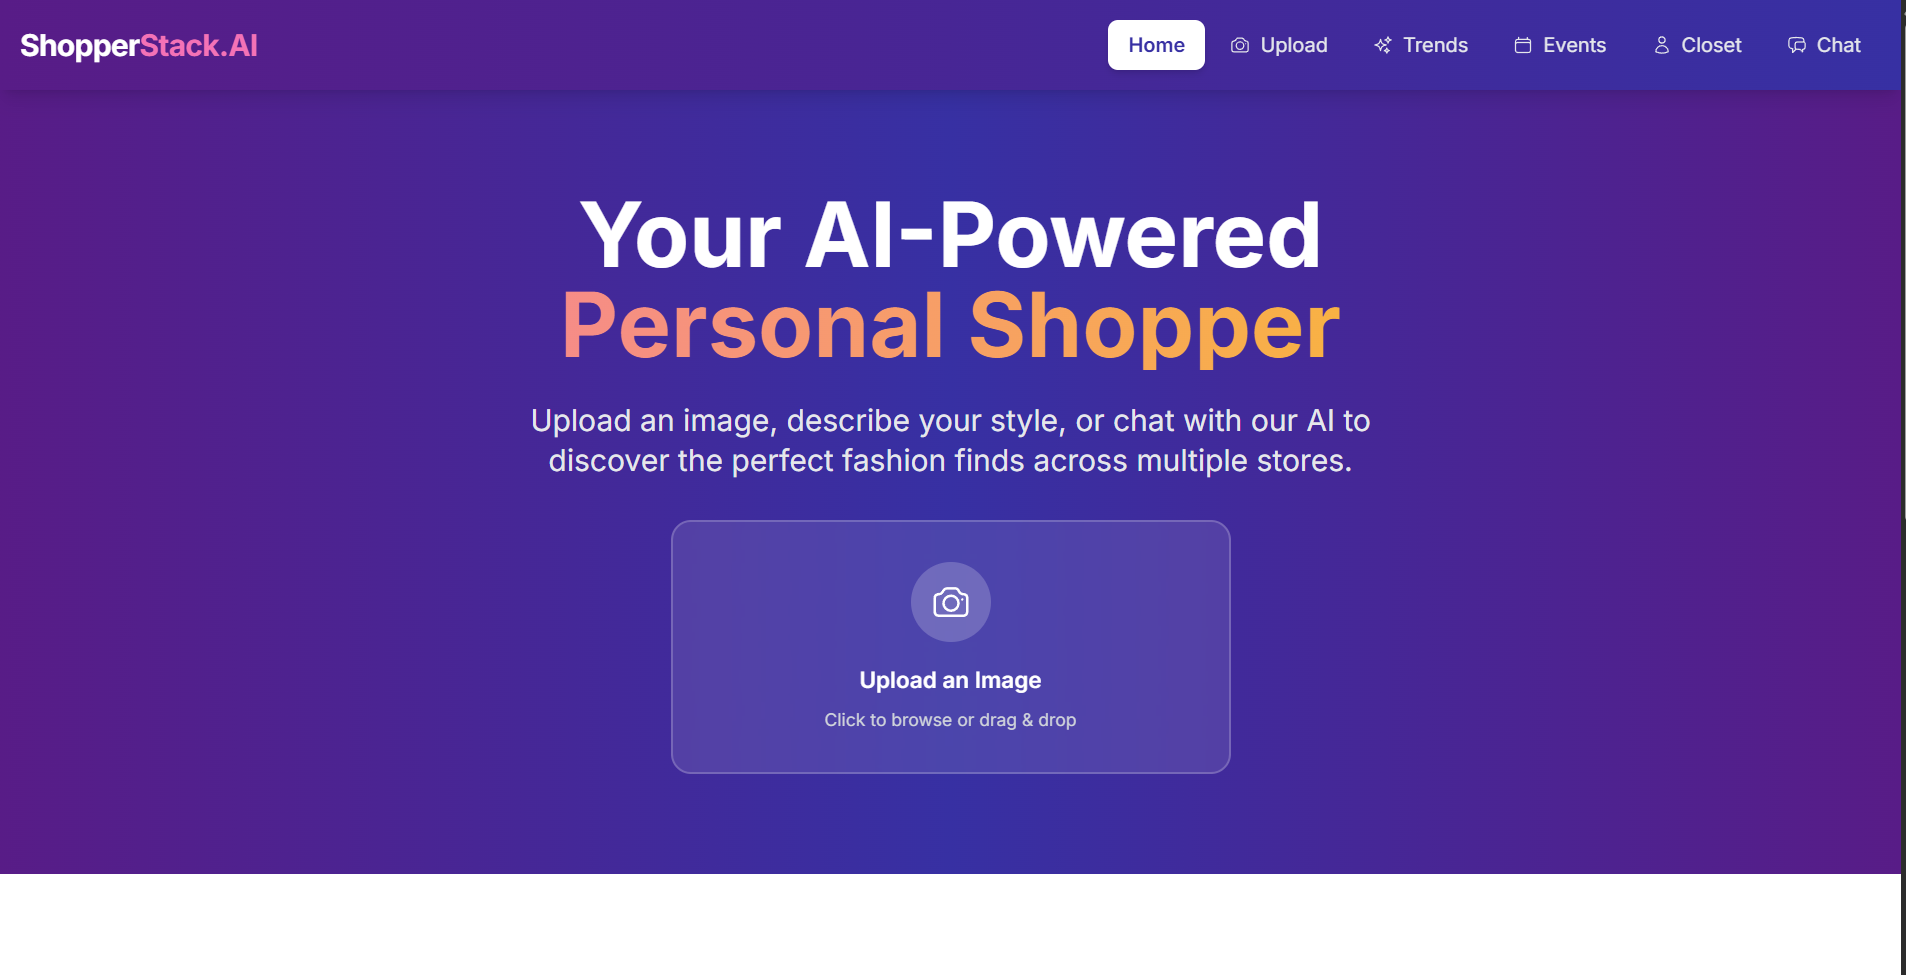 ShopperStack.AI
Home
Upload
Trends
Events
Closet
Chat
Your AI-Powered
Personal Shopper
Upload an image, describe your style, or chat with our AI to
discover the perfect fashion finds across multiple stores.
Upload an Image
Click to browse or drag & drop